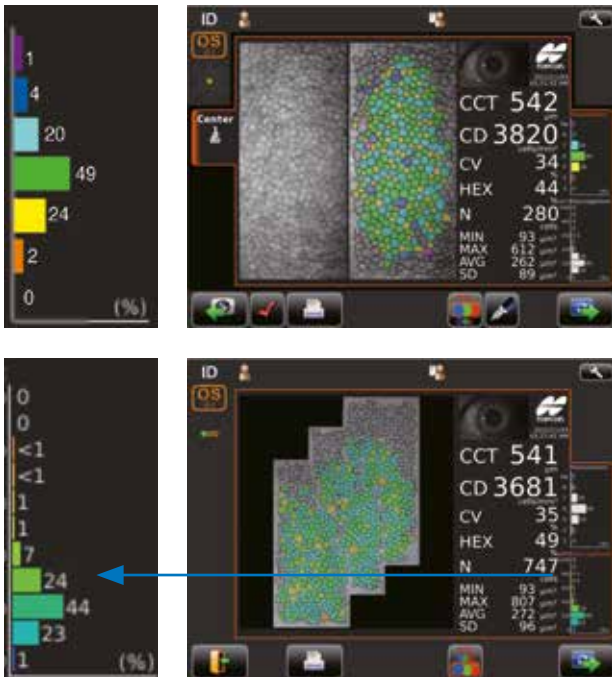 1
4
20
49
24
2
0
(%)
ID
OS
Center
CCT 542
CD 3820
CV 34
HEX 44
N 280
MIN 93
MAX 612
AVG 262
SD 89
0
0
<1
<1
1
1
7
24
44
23
1
(%)
ID
OS
CCT 541
CD 3681
CV 35
HEX 49
N 747
MIN 93
MAX 807
AVG 272
SD 96